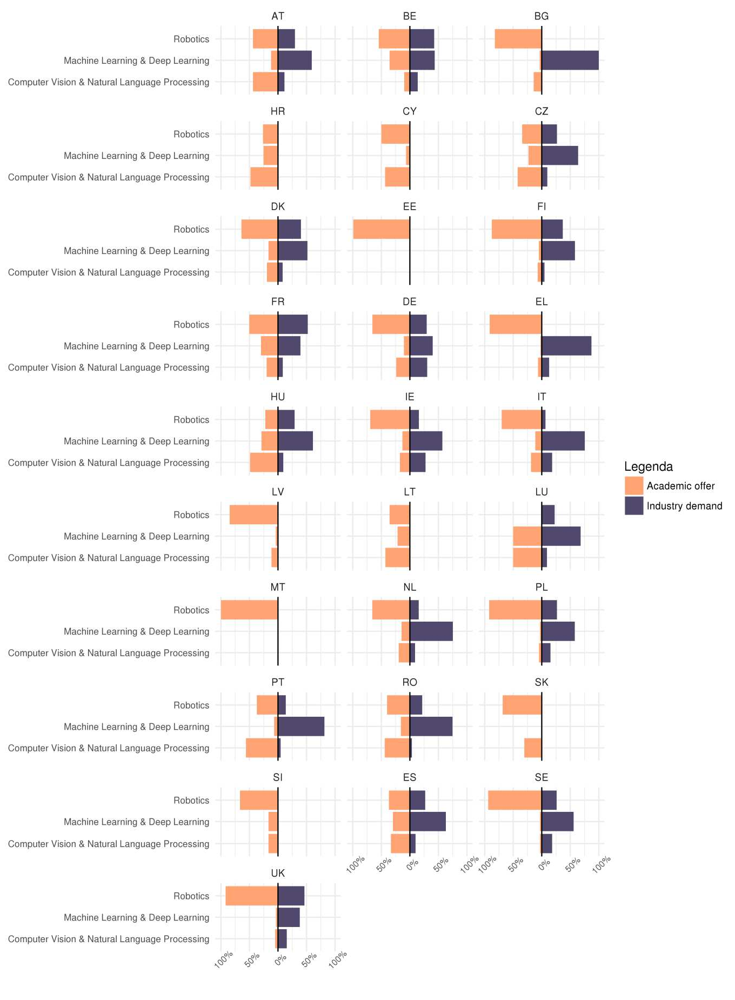 AT BE BG
Robotics
Machine Learning & Deep Learning
Computer Vision & Natural Language Processing
HR CY CZ
Robotics
Machine Learning & Deep Learning
Computer Vision & Natural Language Processing
DK EE FI
Robotics
Machine Learning & Deep Learning
Computer Vision & Natural Language Processing
FR DE EL
Robotics
Machine Learning & Deep Learning
Computer Vision & Natural Language Processing
HU IE IT
Robotics
Machine Learning & Deep Learning
Computer Vision & Natural Language Processing
Legenda
Academic offer
Industry demand
LV LT LU
Robotics
Machine Learning & Deep Learning
Computer Vision & Natural Language Processing
MT NL PL
Robotics
Machine Learning & Deep Learning
Computer Vision & Natural Language Processing
PT RO SK
Robotics
Machine Learning & Deep Learning
Computer Vision & Natural Language Processing
SI ES SE
Robotics
Machine Learning & Deep Learning
Computer Vision & Natural Language Processing
100% 50% 0% 50% 100% 100% 50% 0% 50% 100%
UK
Robotics
Machine Learning & Deep Learning
Computer Vision & Natural Language Processing
100% 50% 0% 50% 100%